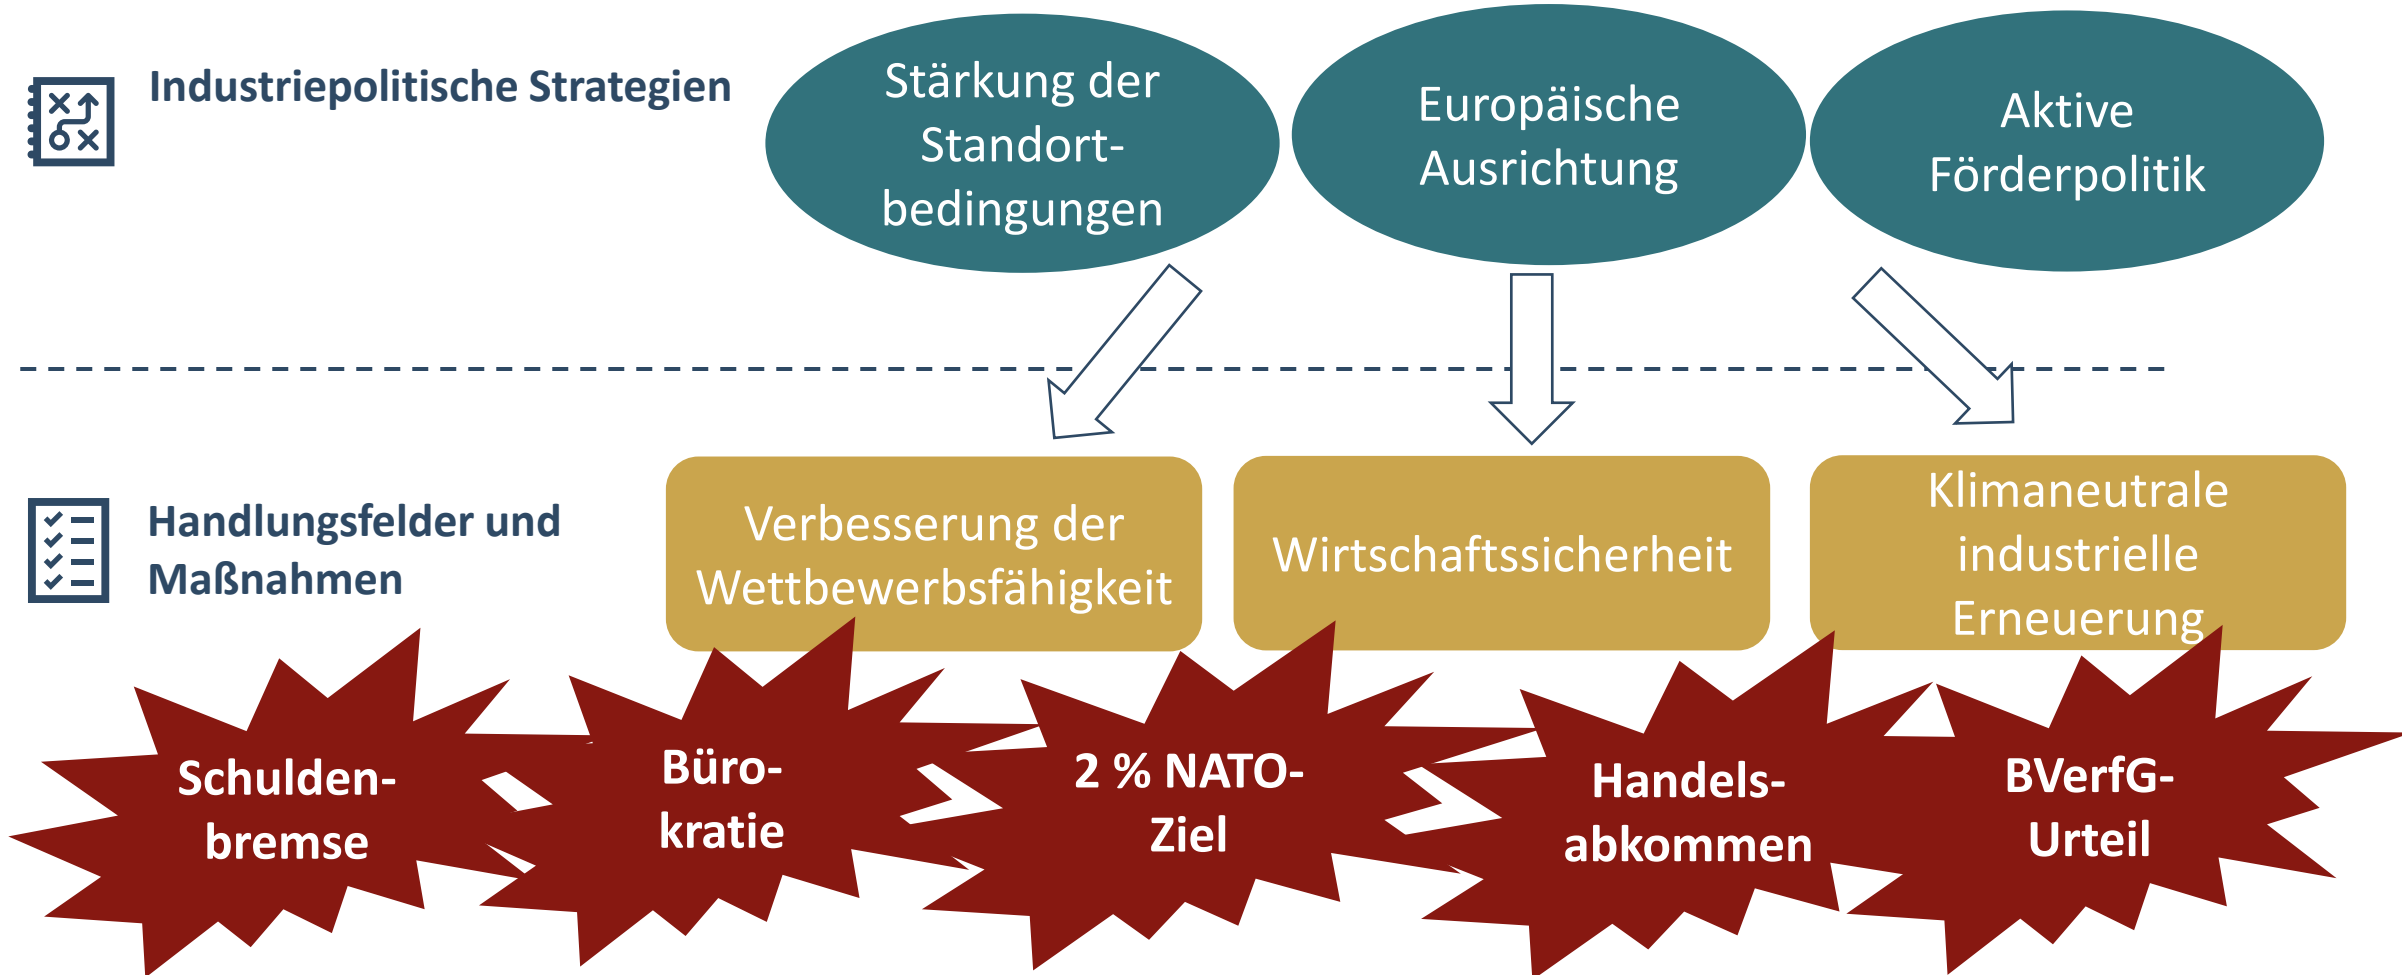 Industriepolitische Strategien
Stärkung der
Standort-
bedingungen
Europäische
Ausrichtung
Aktive
Förderpolitik
Handlungsfelder und
Maßnahmen
Verbesserung der
Wettbewerbsfähigkeit
Wirtschaftssicherheit
Klimaneutrale
industrielle
Erneuerung
Schulden-
bremse
Büro-
kratie
2 % NATO-
Ziel
Handels-
abkommen
BVerfG-
Urteil